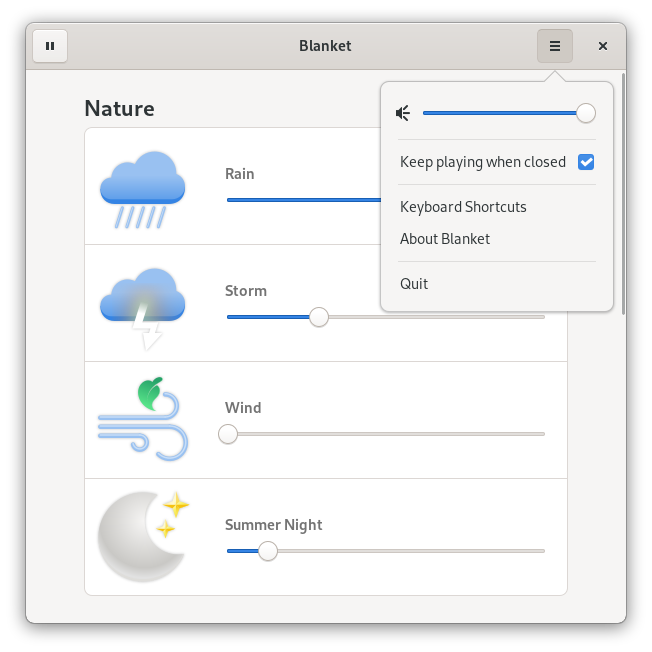 Blanket
Nature
Rain
Storm
Wind
Summer Night
Keep playing when closed
Keyboard Shortcuts
About Blanket
Quit